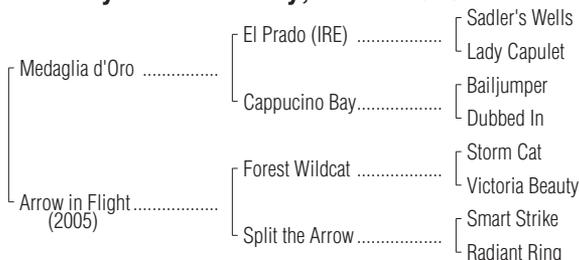 El Prado (IRE) ..................
Sadler's Wells
Lady Capulet
Medaglia d'Oro ................
Cappucino Bay..................
Bailjumper
Dubbed In
Forest Wildcat ..................
Storm Cat
Victoria Beauty
Arrow in Flight..................
(2005)
Split the Arrow..................
Smart Strike
Radiant Ring